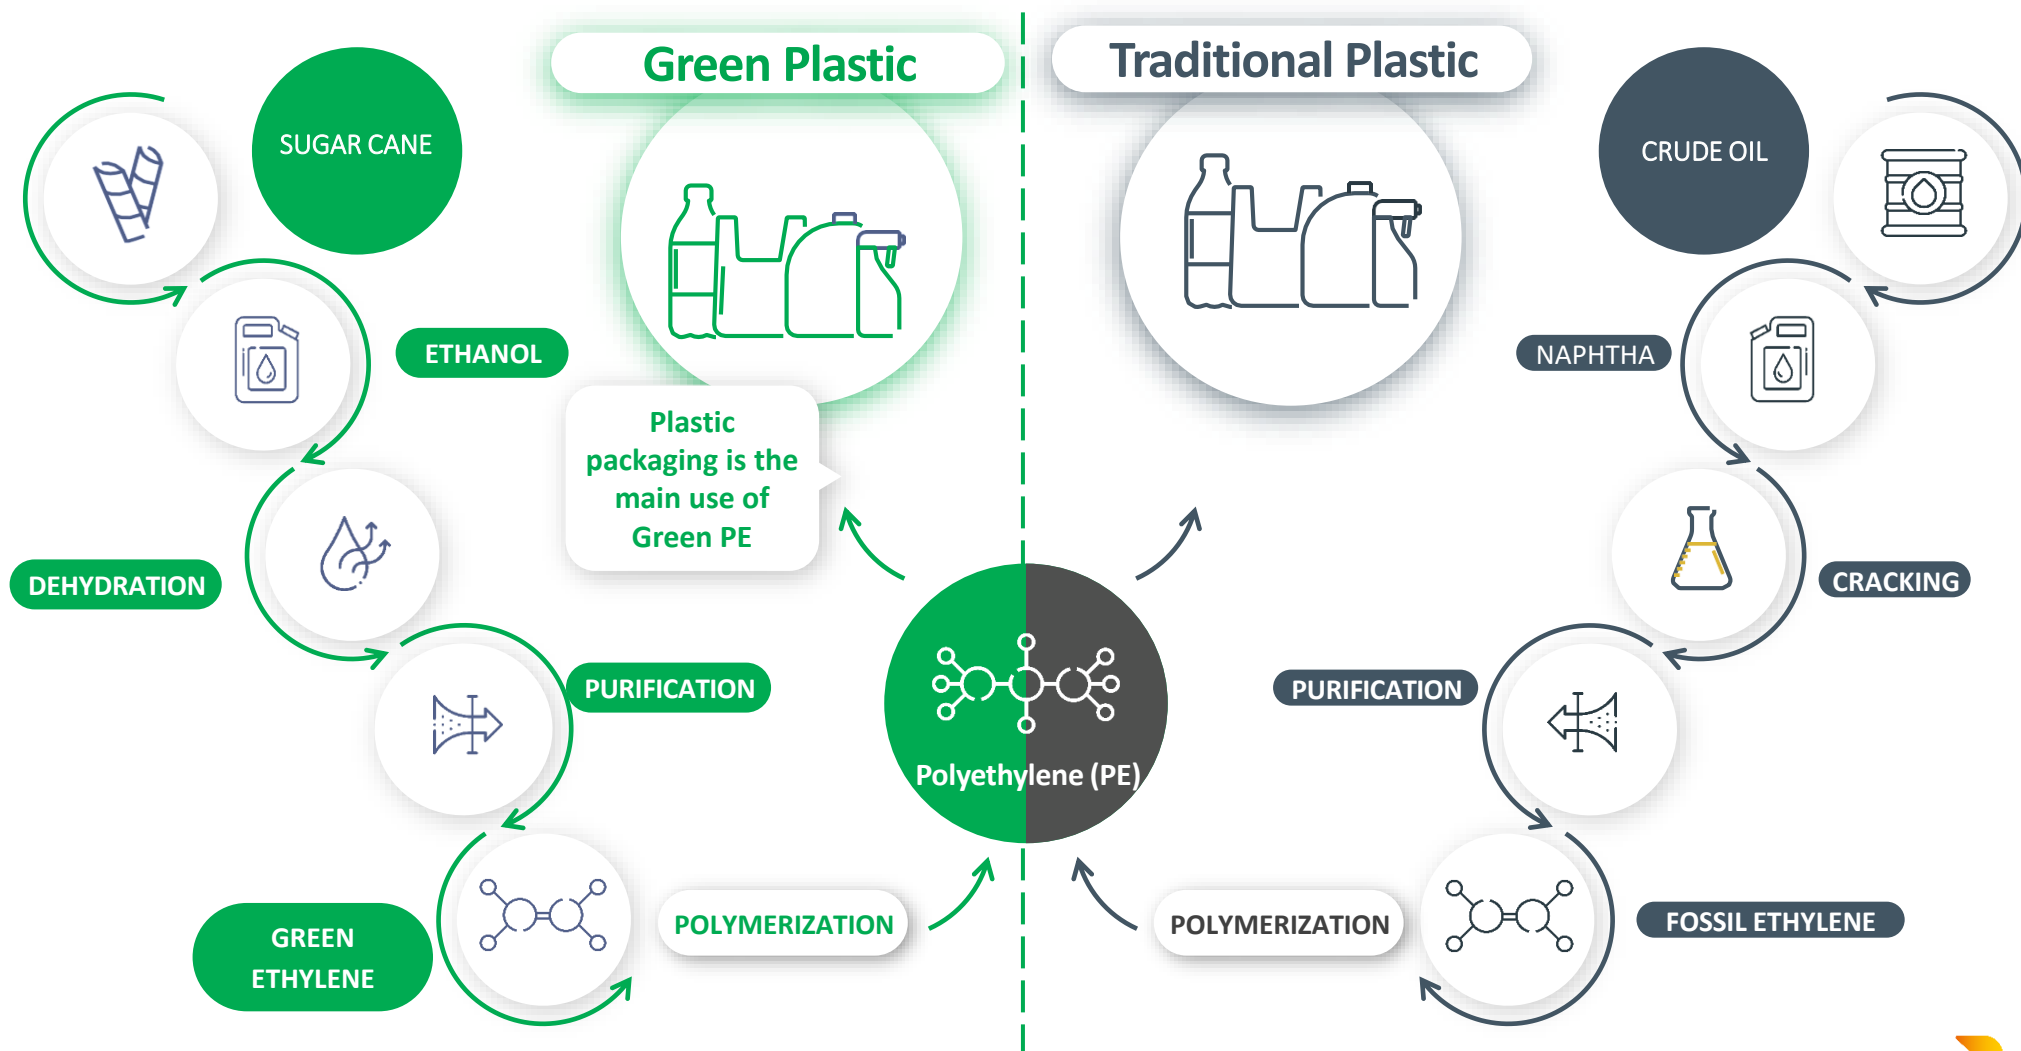 Green Plastic
SUGAR CANE
ETHANOL
Plastic
packaging is the
main use of
Green PE
DEHYDRATION
PURIFICATION
GREEN
ETHYLENE
POLYMERIZATION
Polyethylene (PE)
Traditional Plastic
CRUDE OIL
NAPHTHA
CRACKING
PURIFICATION
FOSSIL ETHYLENE
POLYMERIZATION